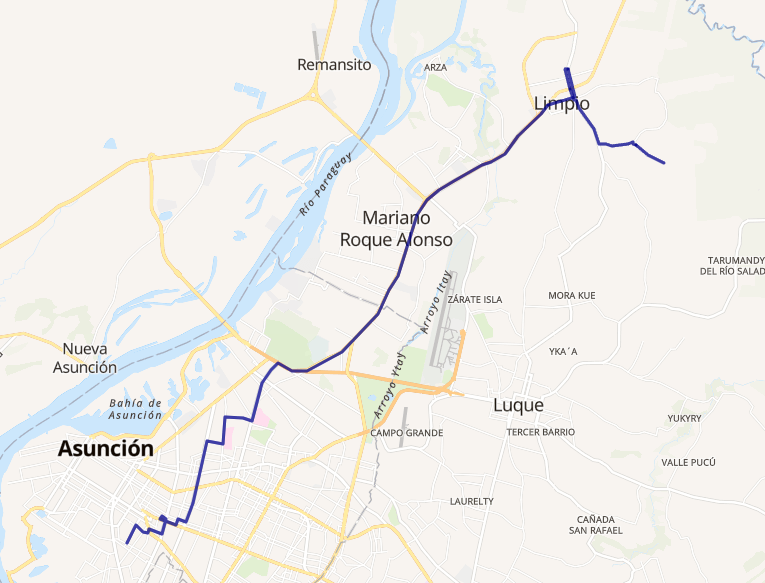 Remansito
ARZA
Limpio
Río Paraguay
Mariano
Roque Alonso
TARUMANDY
DEL RÍO SALAD
Arroyo Itay
ZÁRATE ISLA
MORA KUE
Nueva
Asunción
YKA´A
Arroyo Ytay
Bahía de
Asunción
Luque
YUKYRY
CAMPO GRANDE
TERCER BARRIO
Asunción
VALLE PUCÚ
LAURELTY
CAÑADA
SAN RAFAEL